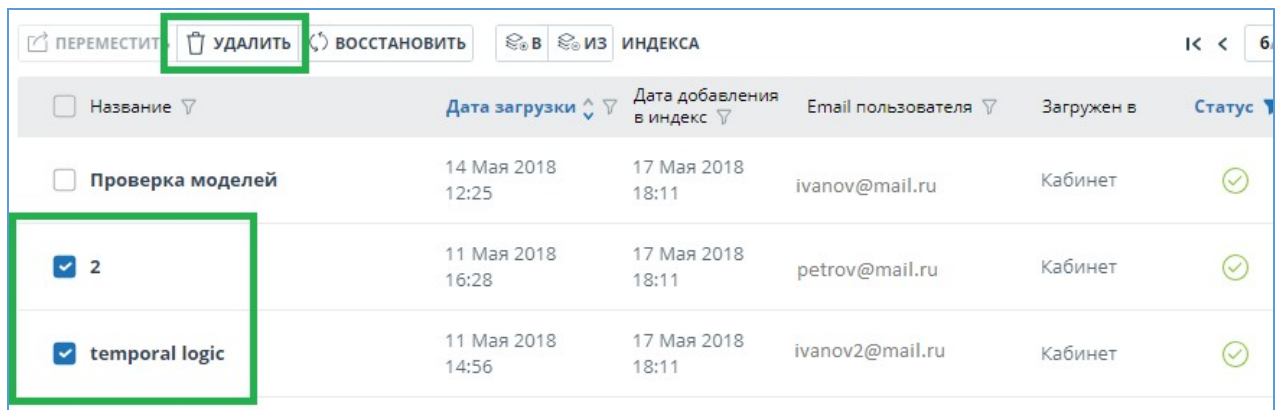 ПЕРЕМЕСТИТЬ УДАЛИТЬ ВОССТАНОВИТЬ В ИЗ ИНДЕКСА 6
Название Дата загрузки Дата добавления в индекс Email пользователя Загружен в Статус
Проверка моделей 14 Мая 2018 12:25 17 Мая 2018 18:11 ivanov@mail.ru Кабинет
2 11 Мая 2018 16:28 17 Мая 2018 18:11 petrov@mail.ru Кабинет
temporal logic 11 Мая 2018 14:56 17 Мая 2018 18:11 ivanov2@mail.ru Кабинет